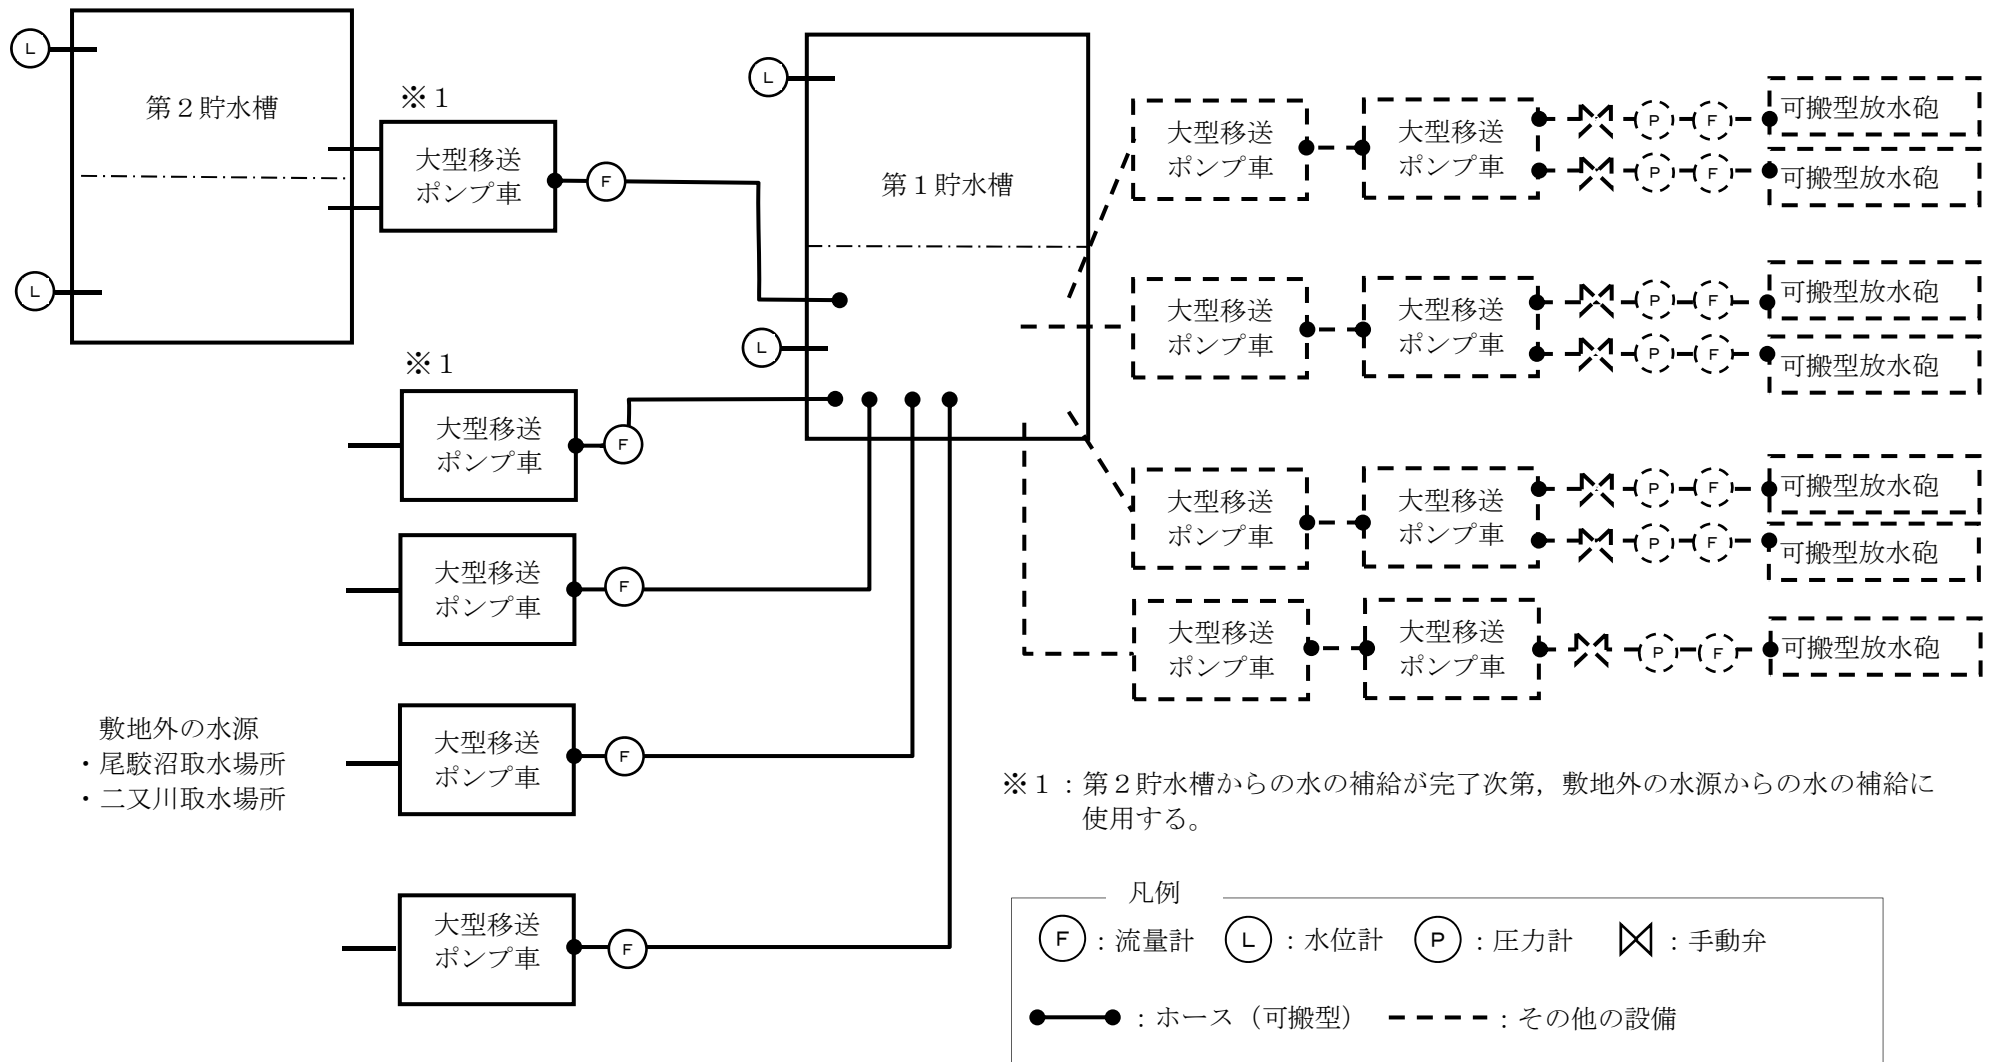 L
第２貯水槽
L
※１
大型移送
ポンプ車
F
L
第１貯水槽
L
※１
大型移送
ポンプ車
F
大型移送
ポンプ車
F
大型移送
ポンプ車
F
大型移送
ポンプ車
F
敷地外の水源
・尾駮沼取水場所
・二又川取水場所
大型移送
ポンプ車
大型移送
ポンプ車
P F 可搬型放水砲
P F 可搬型放水砲
大型移送
ポンプ車
大型移送
ポンプ車
P F 可搬型放水砲
P F 可搬型放水砲
大型移送
ポンプ車
大型移送
ポンプ車
P F 可搬型放水砲
P F 可搬型放水砲
大型移送
ポンプ車
大型移送
ポンプ車
P F 可搬型放水砲
※１：第２貯水槽からの水の補給が完了次第，敷地外の水源からの水の補給に
使用する。
凡例
F ：流量計 L ：水位計 P ：圧力計 ：手動弁
：ホース（可搬型） ：その他の設備